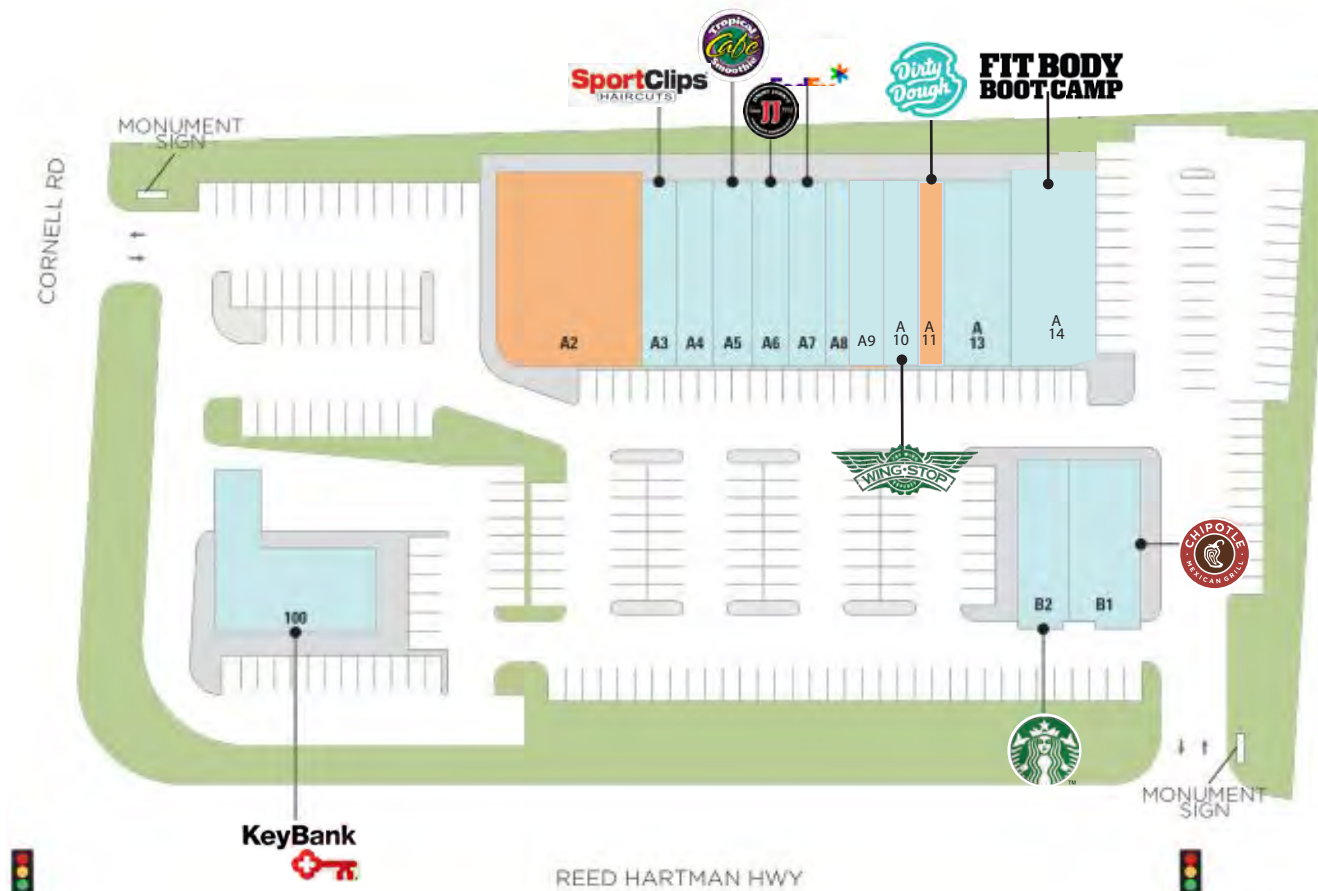 Tropical
Cafe
Smoothie
SportClips
HAIRCUTS
JJ
Dirty
Dough
FIT BODY
BOOT CAMP
MONUMENT
SIGN
CORNELL RD
A2
A3
A4
A5
A6
A7
A8
A9
A
10
A
11
A
13
A
14
WING·STOP
CHIPOTLE
MEXICAN GRILL
B2
B1
100
TM
MONUMENT
SIGN
KeyBank
REED HARTMAN HWY